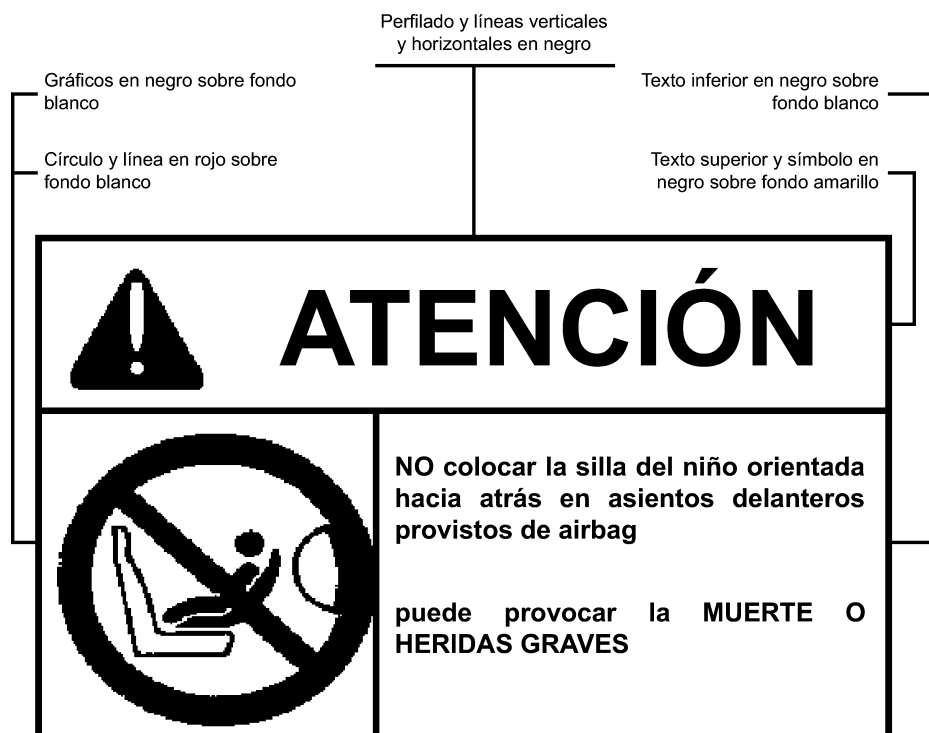 Perfilado y líneas verticales
y horizontales en negro
Gráficos en negro sobre fondo
blanco
Texto inferior en negro sobre
fondo blanco
Círculo y línea en rojo sobre
fondo blanco
Texto superior y símbolo en
negro sobre fondo amarillo
ATENCIÓN
NO colocar la silla del niño orientada
hacia atrás en asientos delanteros
provistos de airbag
puede provocar la MUERTE O
HERIDAS GRAVES